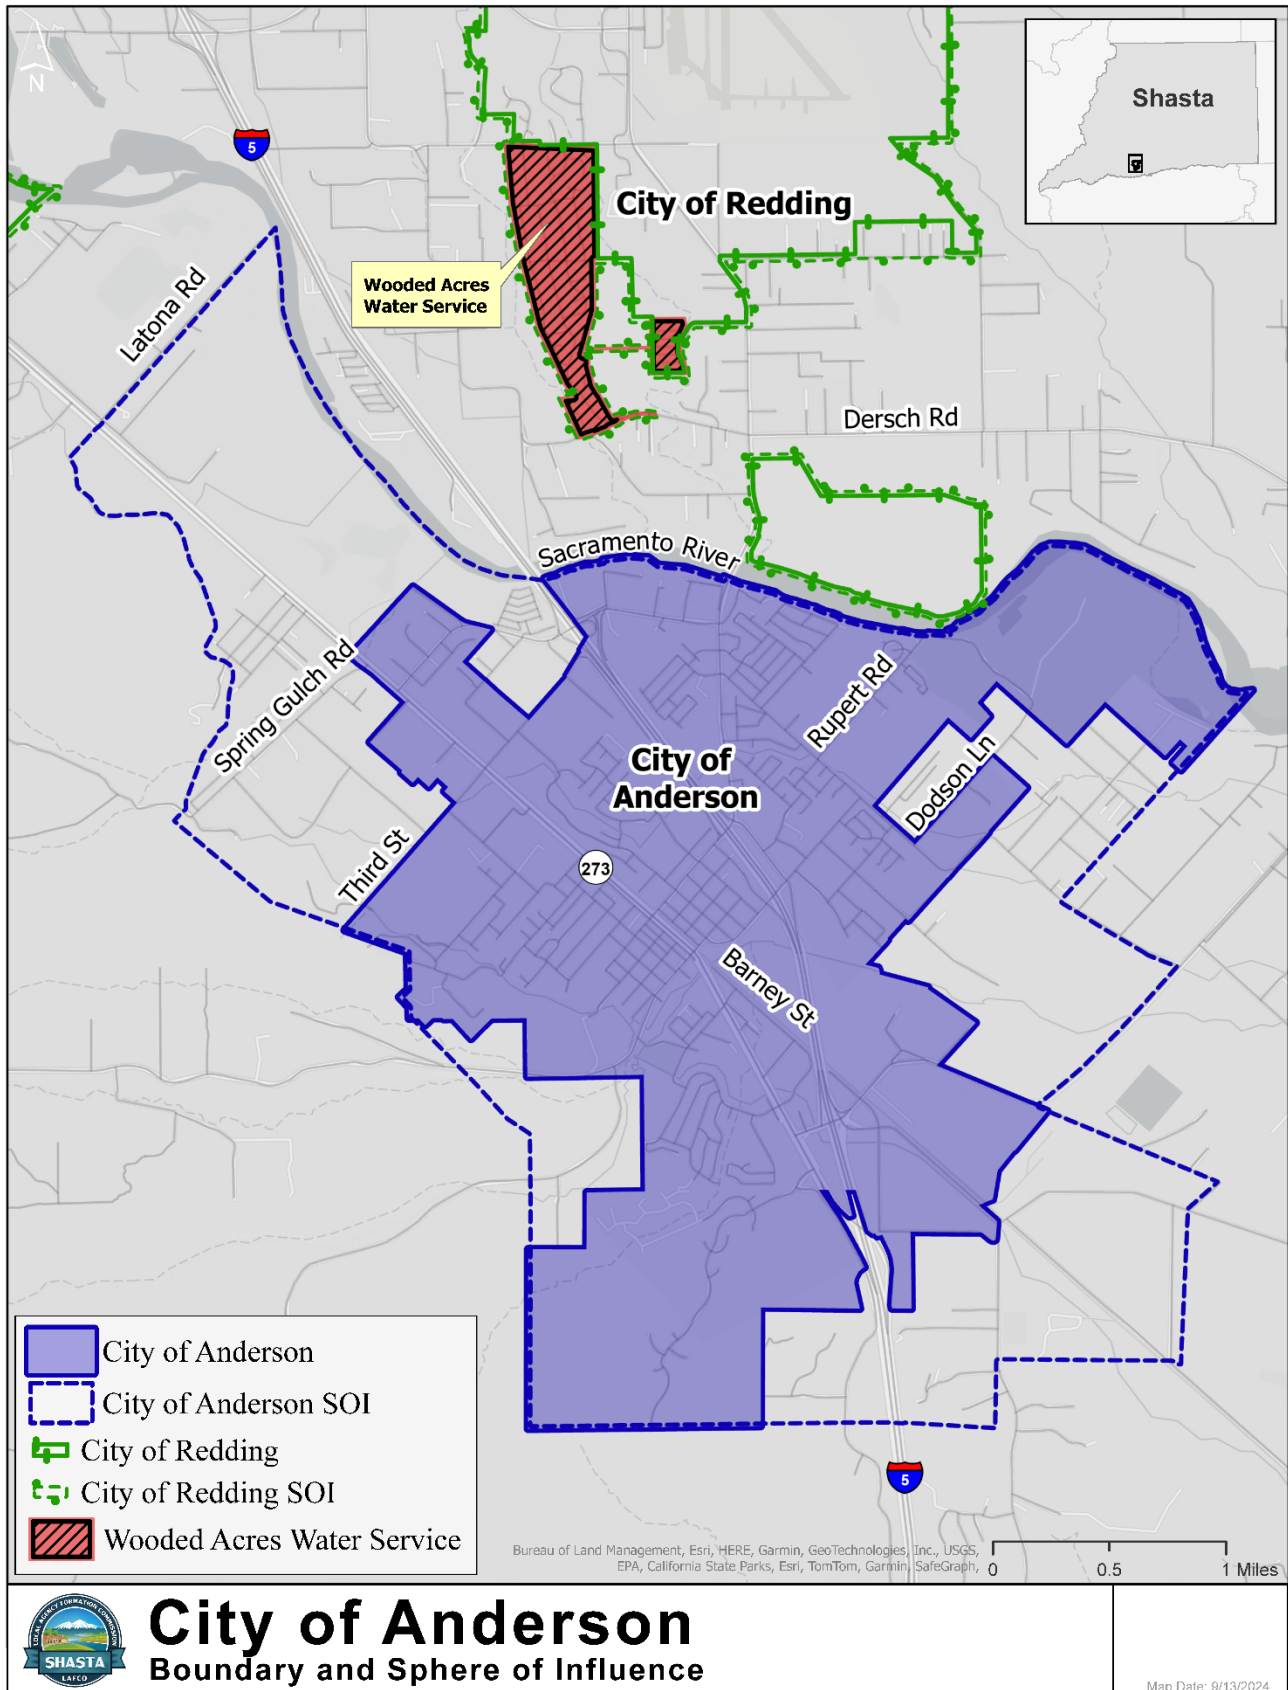 N
5
Shasta
City of Redding
Wooded Acres
Water Service
Latona Rd
Dersch Rd
Sacramento River
Spring Gulch Rd
Rupert Rd
City of
Anderson
Dodson Ln
Third St
273
Barney St
City of Anderson
City of Anderson SOI
City of Redding
City of Redding SOI
Wooded Acres Water Service
5
Bureau of Land Management, Esri, HERE, Garmin, GeoTechnologies, Inc., USGS,
EPA, California State Parks, Esri, TomTom, Garmin, SafeGraph,
0 0.5 1 Miles
LOCAL AGENCY FORMATION COMMISSION
SHASTA
LAFCO
City of Anderson
Boundary and Sphere of Influence
Map Date: 9/13/2024